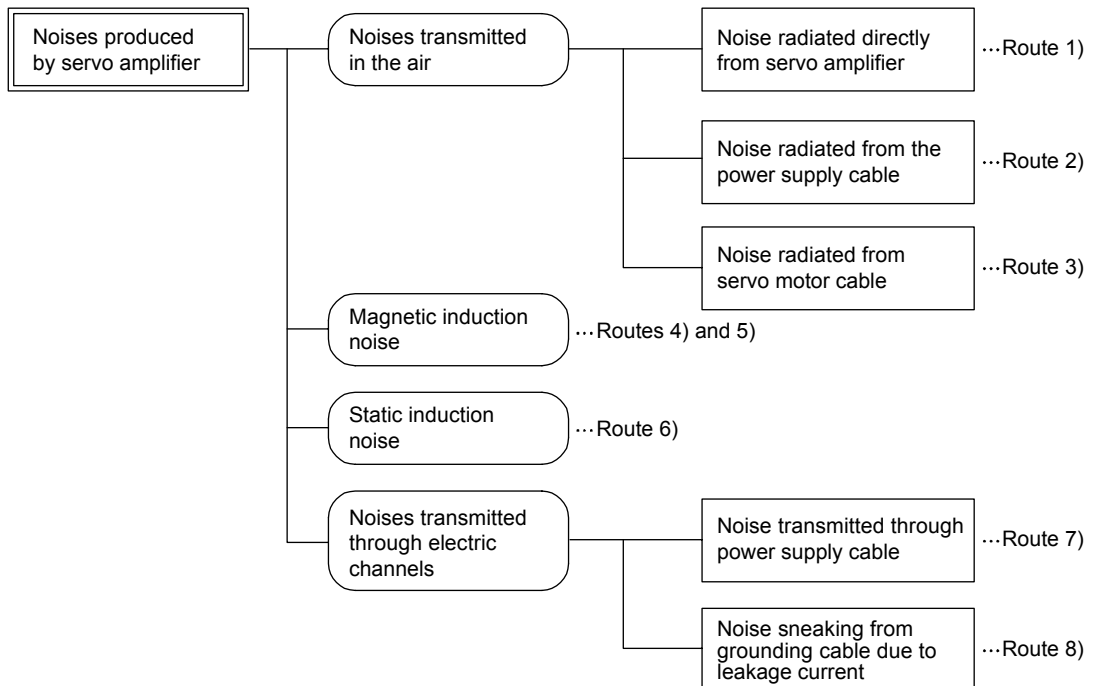 Noises produced
by servo amplifier
Noises transmitted
in the air
Noise radiated directly
from servo amplifier
…Route 1)
Noise radiated from the
power supply cable
…Route 2)
Noise radiated from
servo motor cable
…Route 3)
Magnetic induction
noise
…Routes 4) and 5)
Static induction
noise
…Route 6)
Noises transmitted
through electric
channels
Noise transmitted through
power supply cable
…Route 7)
Noise sneaking from
grounding cable due to
leakage current
…Route 8)